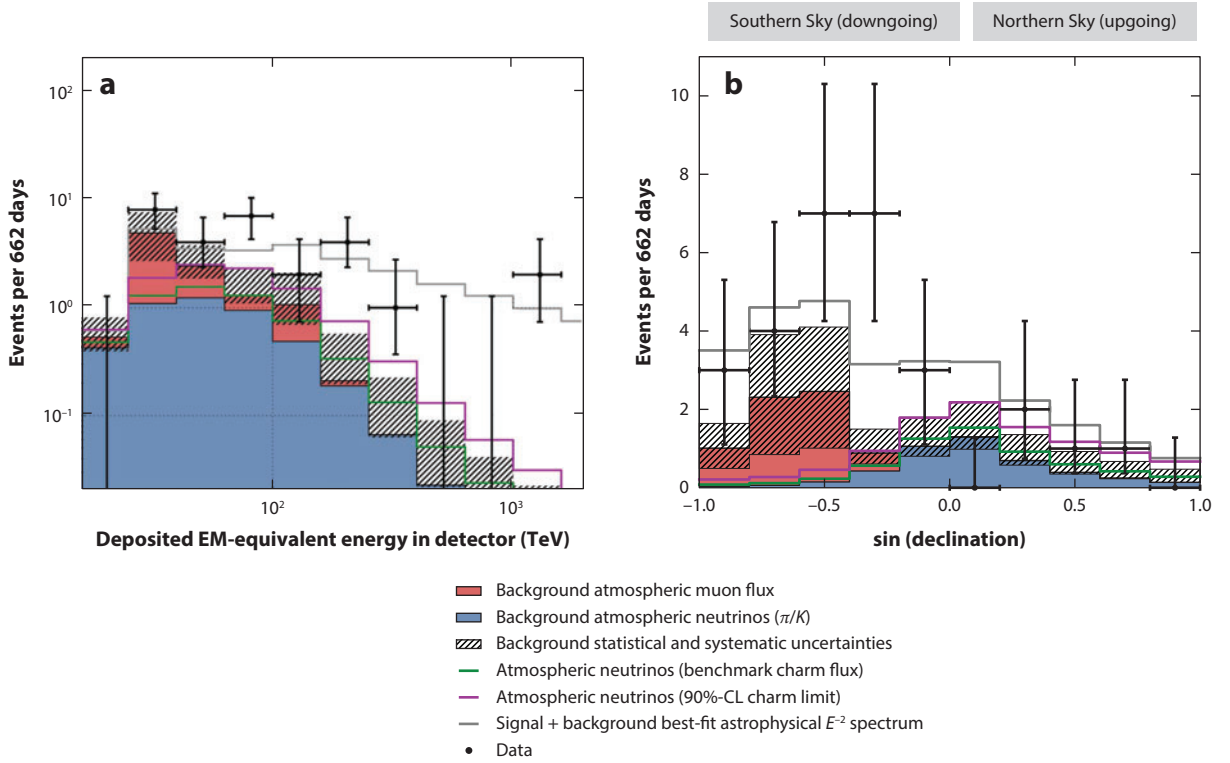 Southern Sky (downgoing)
Northern Sky (upgoing)
a
b
Events per 662 days
10²
10¹
10⁰
10⁻¹
10²
10³
Deposited EM-equivalent energy in detector (TeV)
Events per 662 days
10
8
6
4
2
0
−1.0
−0.5
0.0
0.5
1.0
sin (declination)
Background atmospheric muon flux
Background atmospheric neutrinos (π/K)
Background statistical and systematic uncertainties
Atmospheric neutrinos (benchmark charm flux)
Atmospheric neutrinos (90%-CL charm limit)
Signal + background best-fit astrophysical E⁻² spectrum
Data